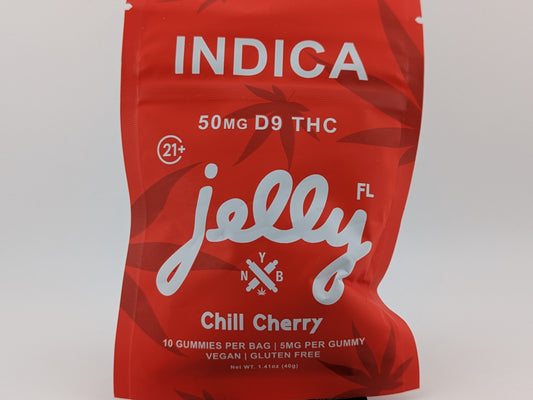 INDICA
50MG D9 THC
21+
jelly FL
Y
N B
Chill Cherry
10 GUMMIES PER BAG | 5MG PER GUMMY
VEGAN | GLUTEN FREE
NET WT. 1.41oz (40g)